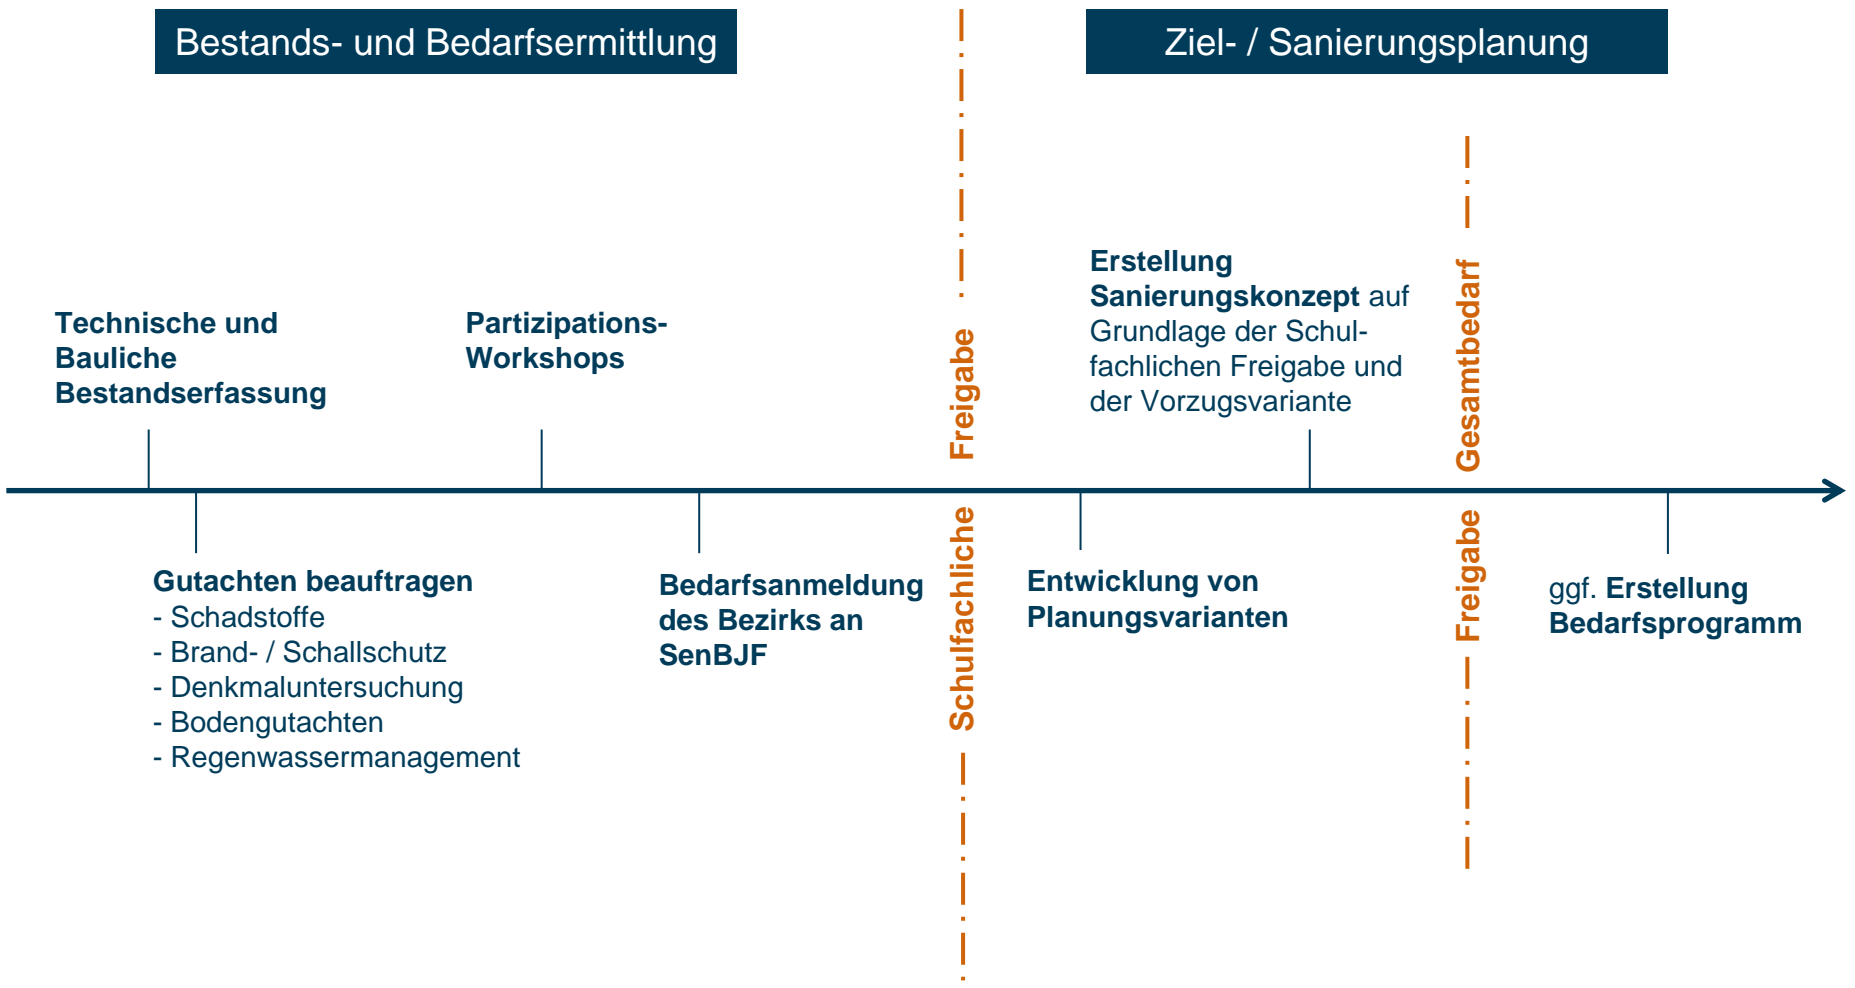 Bestands- und Bedarfsermittlung
Ziel- / Sanierungsplanung
Technische und
Bauliche
Bestandserfassung
Gutachten beauftragen
- Schadstoffe
- Brand- / Schallschutz
- Denkmaluntersuchung
- Bodengutachten
- Regenwassermanagement
Partizipations-
Workshops
Bedarfsanmeldung
des Bezirks an
SenBJF
Schulfachliche Freigabe
Entwicklung von
Planungsvarianten
Erstellung
Sanierungskonzept auf
Grundlage der Schul-
fachlichen Freigabe und
der Vorzugsvariante
Freigabe Gesamtbedarf
ggf. Erstellung
Bedarfsprogramm